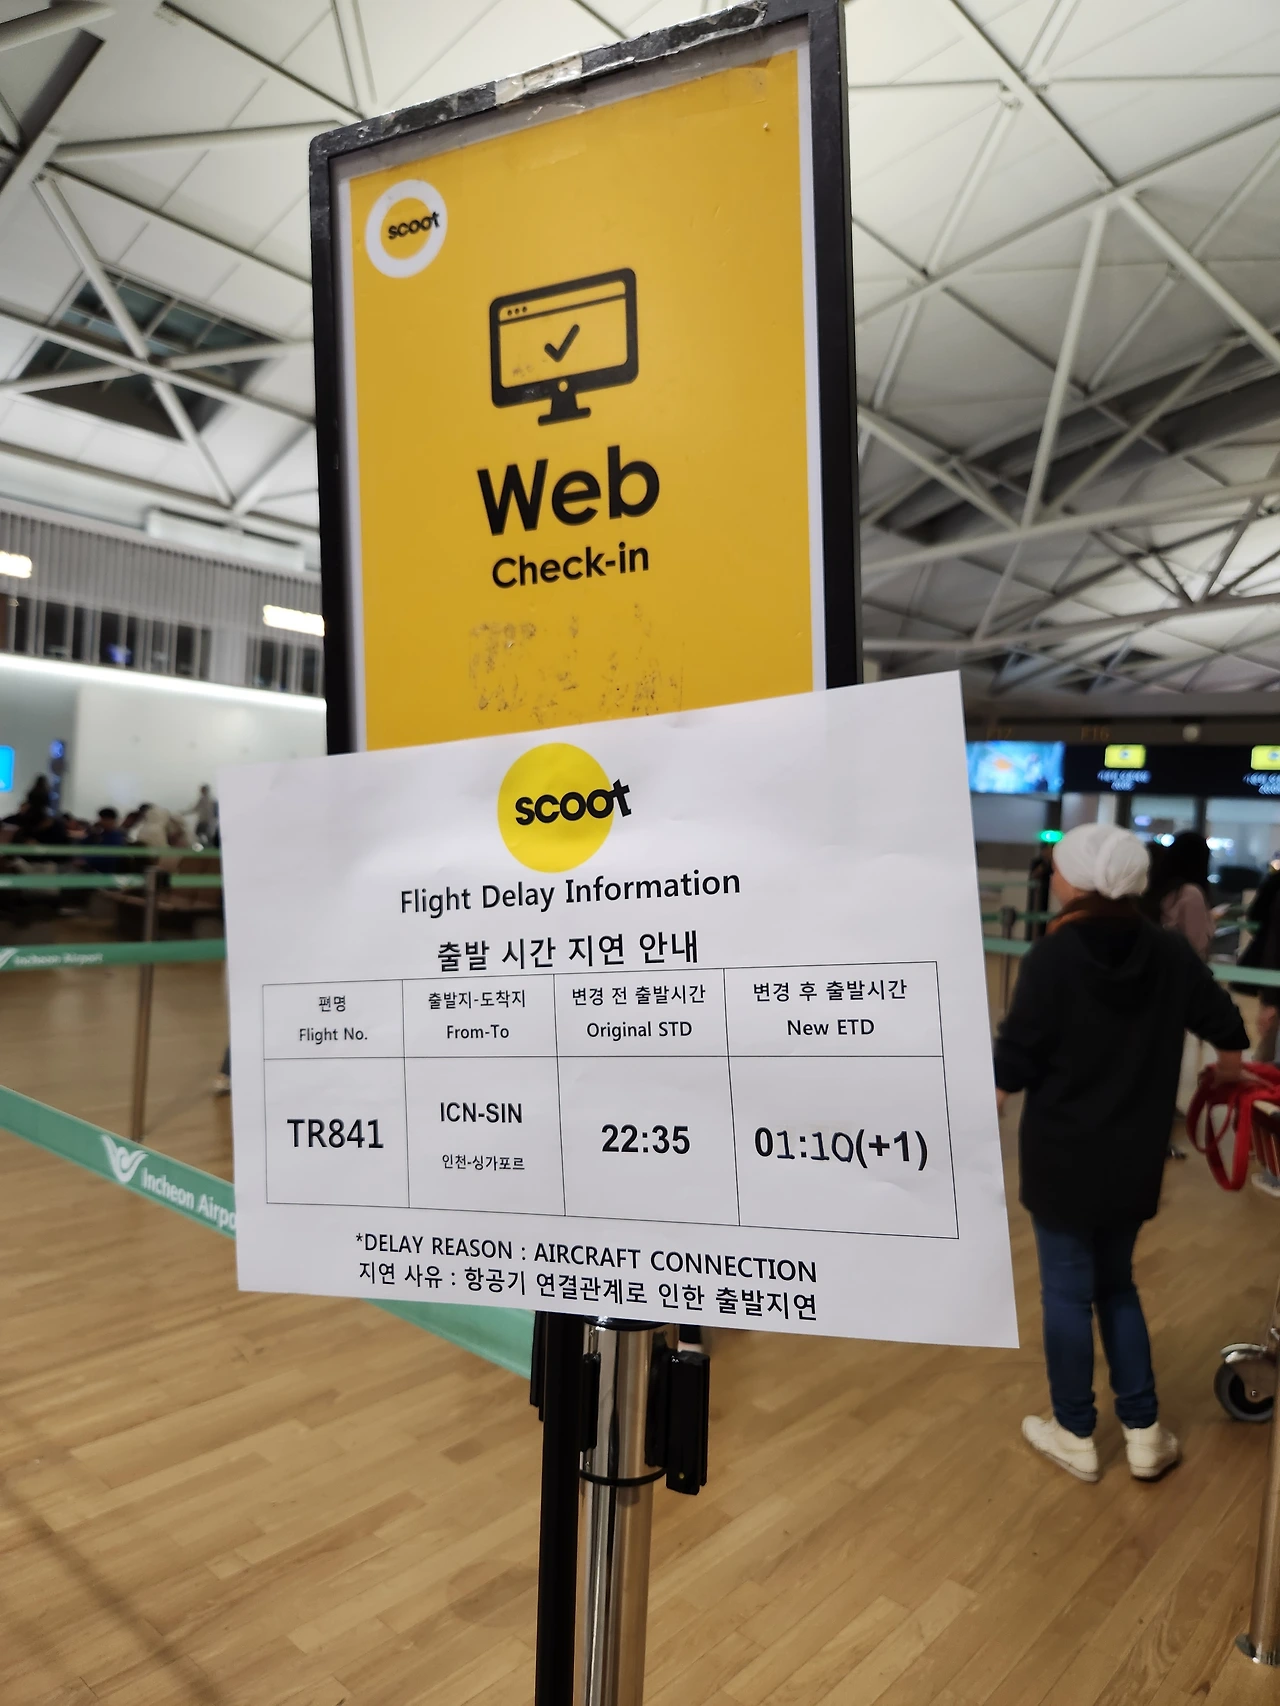 scoot
Web
Check-in
scoot
Flight Delay Information
출발 시간 지연 안내
편명
Flight No.
출발지-도착지
From-To
변경 전 출발시간
Original STD
변경 후 출발시간
New ETD
TR841
ICN-SIN
인천-싱가포르
22:35
01:10(+1)
*DELAY REASON : AIRCRAFT CONNECTION
지연 사유 : 항공기 연결관계로 인한 출발지연
Incheon Airport
Incheon Airpo
F17
F16